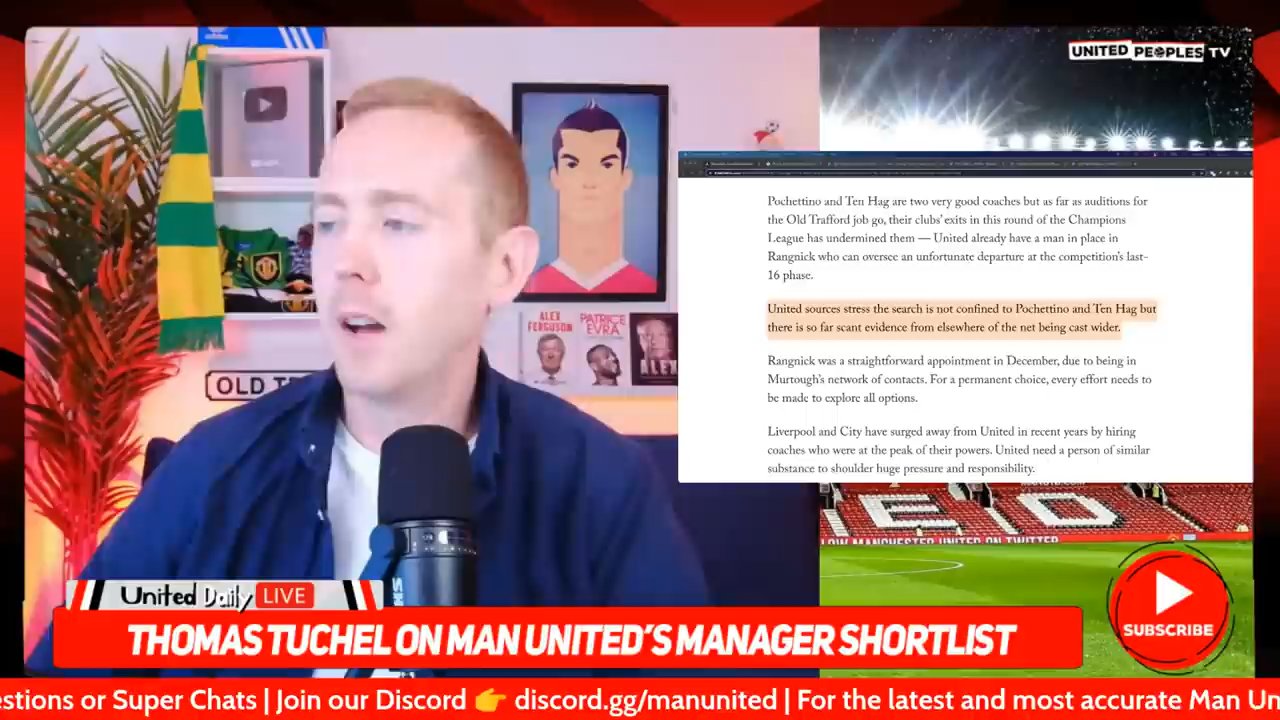 UNITED PEOPLES TV
Pochettino and Ten Hag are two very good coaches but as far as auditions for
the Old Trafford job go, their clubs' exits in this round of the Champions
League has undermined them — United already have a man in place in
Rangnick who can oversee an unfortunate departure at the competition's last-
16 phase.
United sources stress the search is not confined to Pochettino and Ten Hag but
there is so far scant evidence from elsewhere of the net being cast wider.
Rangnick was a straightforward appointment in December, due to being in
Murtough's network of contacts. For a permanent choice, every effort needs to
be made to explore all options.
Liverpool and City have surged away from United in recent years by hiring
coaches who were at the peak of their powers. United need a person of similar
substance to shoulder huge pressure and responsibility.
adidas
ALEX
FERGUSON
PATRICE
EVRA
ALEX
OLD
E D
LOW MANCHESTER UNITED ON TWITTER
SUBSCRIBE
United Daily LIVE
THOMAS TUCHEL ON MAN UNITED'S MANAGER SHORTLIST
estions or Super Chats | Join our Discord 👉 discord.gg/manunited | For the latest and most accurate Man Un